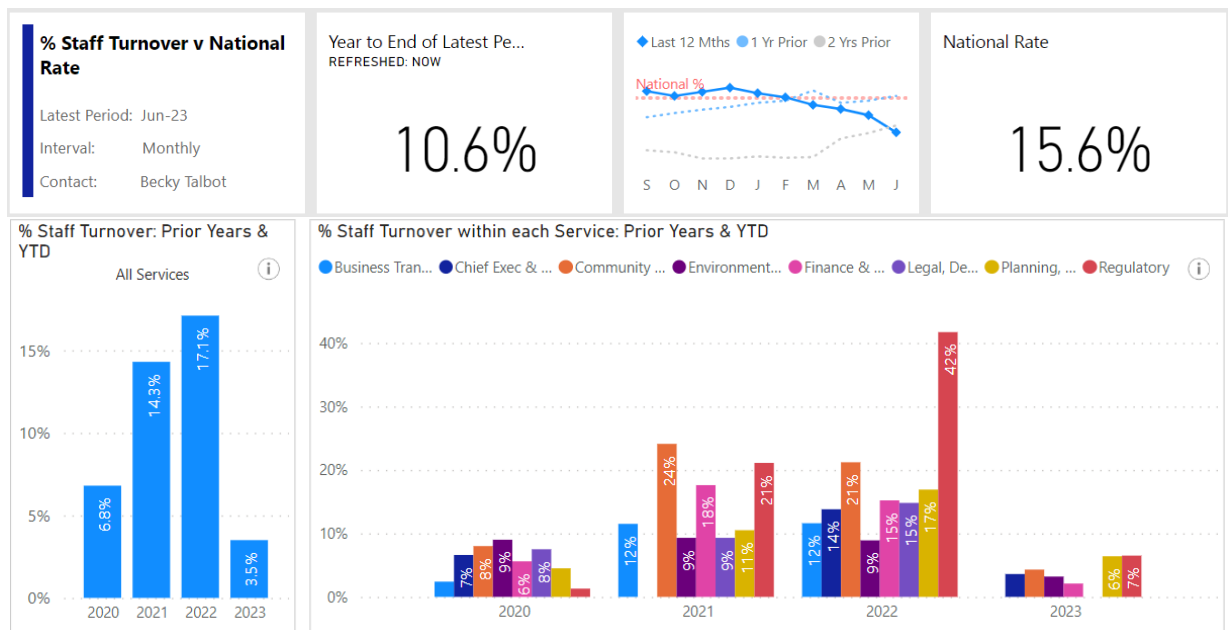 % Staff Turnover v National
Rate
Latest Period: Jun-23
Interval: Monthly
Contact: Becky Talbot
Year to End of Latest Pe...
REFRESHED: NOW
10.6%
Last 12 Mths 1 Yr Prior 2 Yrs Prior
National %
S O N D J F M A M J
National Rate
15.6%
% Staff Turnover: Prior Years &
YTD
All Services
15%
10%
5%
0%
6.8%
14.3%
17.1%
3.5%
2020 2021 2022 2023
% Staff Turnover within each Service: Prior Years & YTD
Business Tran... Chief Exec & ... Community ... Environment... Finance & ... Legal, De... Planning, ... Regulatory
40%
30%
20%
10%
0%
7% 8% 9% 6% 8%
12% 24% 9% 18% 9% 11% 21%
12% 14% 21% 9% 15% 15% 17% 42%
6% 7%
2020 2021 2022 2023